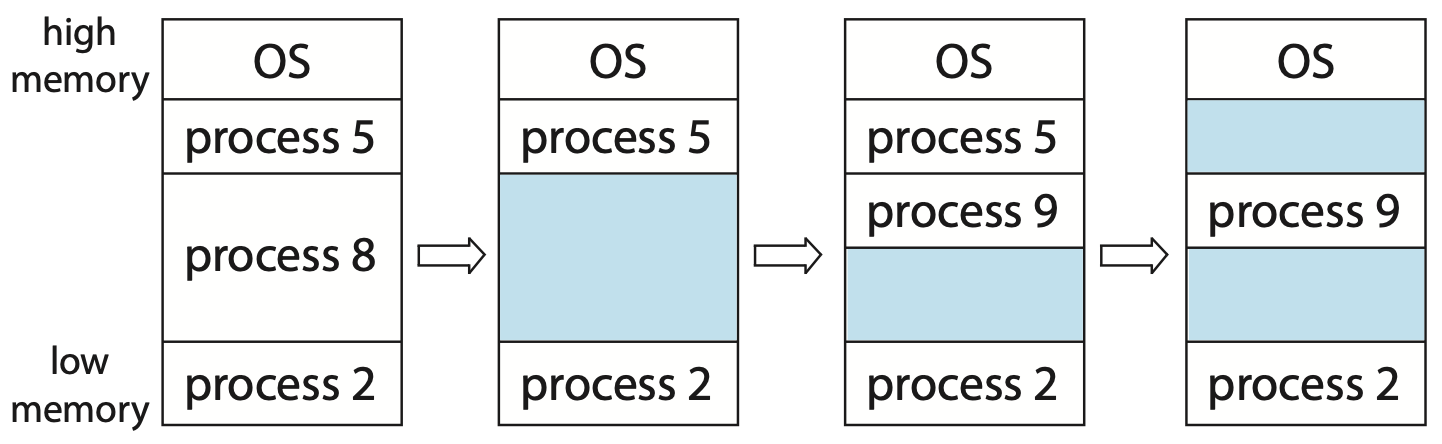 high
memory
OS
process 5
process 8
process 2
low
memory
OS
process 5
process 2
OS
process 5
process 9
process 2
OS
process 9
process 2